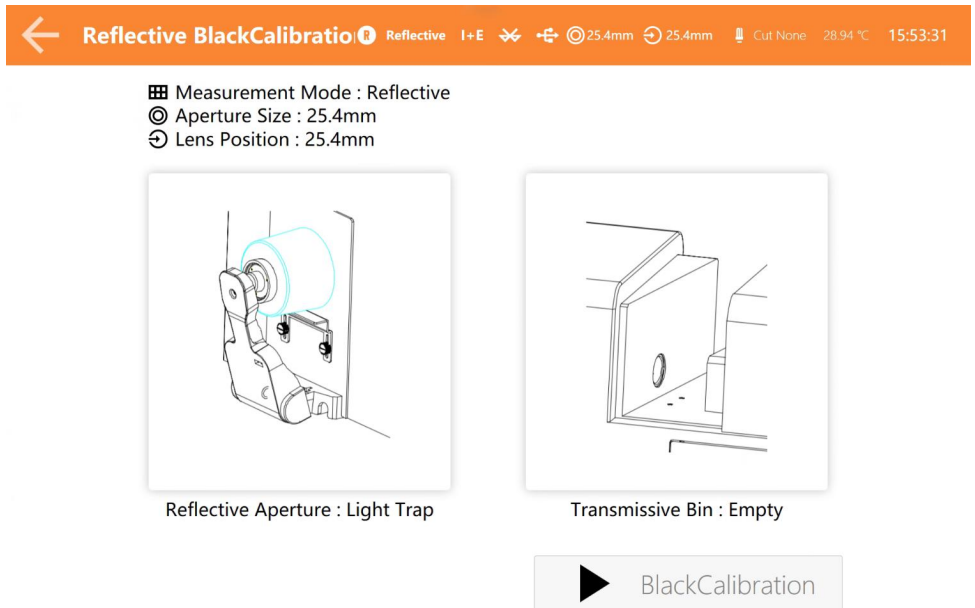 Reflective BlackCalibratio R Reflective I+E 25.4mm 25.4mm Cut None 28.94 ℃ 15:53:31
Measurement Mode : Reflective
Aperture Size : 25.4mm
Lens Position : 25.4mm
Reflective Aperture : Light Trap
Transmissive Bin : Empty
BlackCalibration